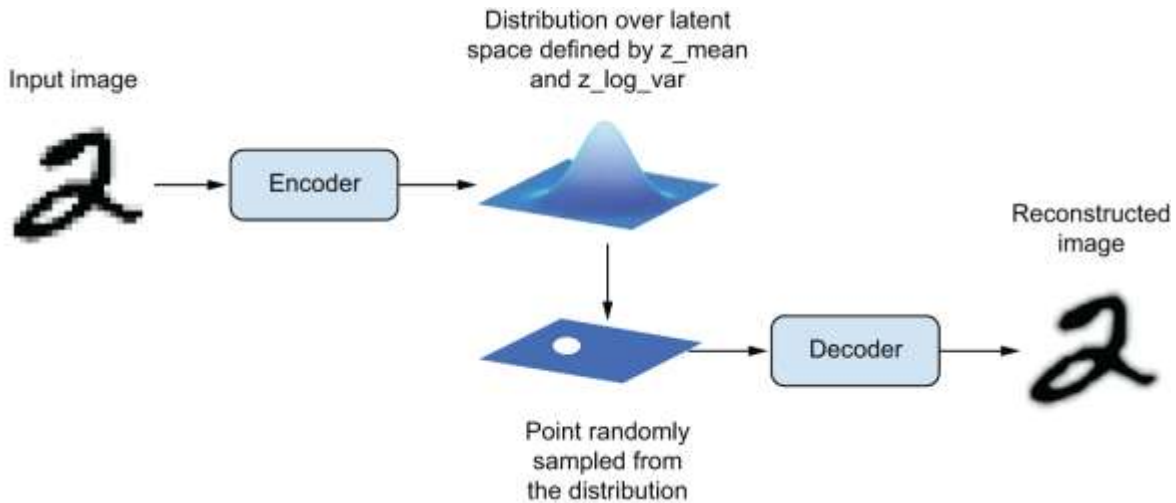 Distribution over latent
space defined by z_mean
and z_log_var
Input image
Encoder
Reconstructed
image
Decoder
Point randomly
sampled from
the distribution